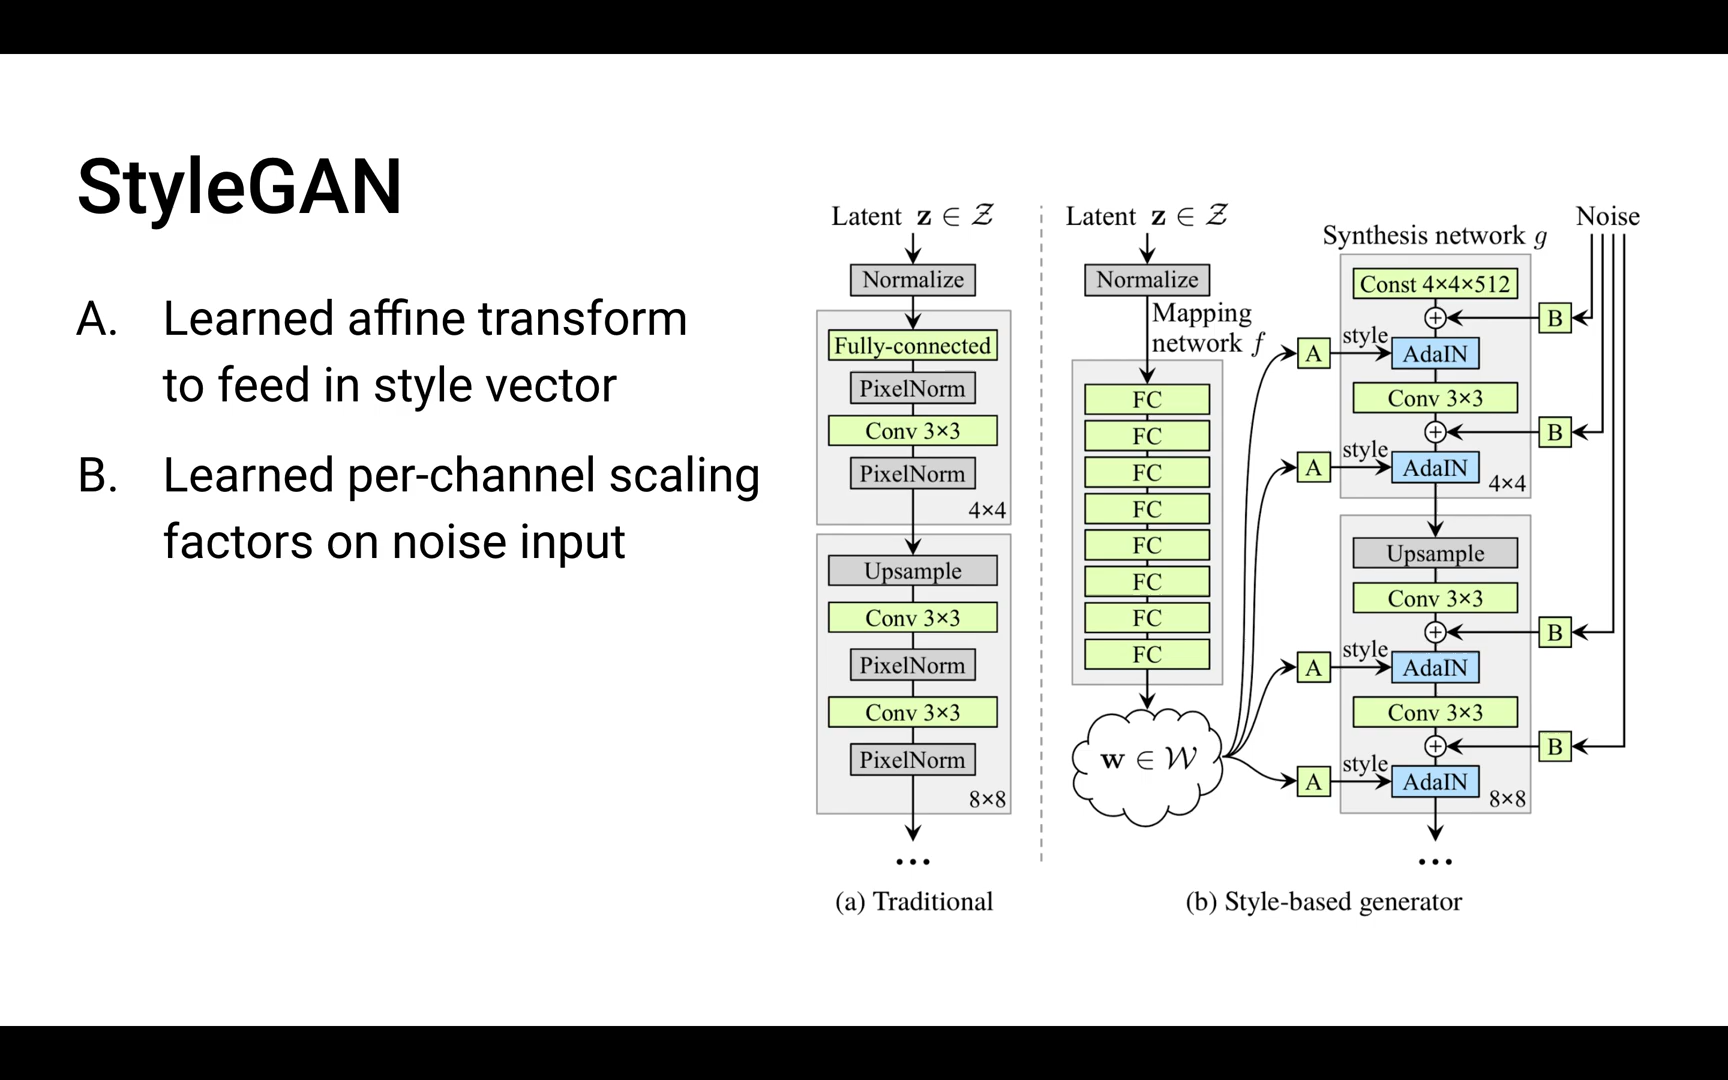 StyleGAN
A. Learned affine transform
to feed in style vector
B. Learned per-channel scaling
factors on noise input
Latent z ∈ 𝒵
Normalize
Fully-connected
PixelNorm
Conv 3×3
PixelNorm
4×4
Upsample
Conv 3×3
PixelNorm
Conv 3×3
PixelNorm
8×8
...
(a) Traditional
Latent z ∈ 𝒵
Normalize
Mapping
network f
FC
FC
FC
FC
FC
FC
FC
FC
w ∈ 𝒲
Synthesis network g
Noise
Const 4×4×512
B
A
style
AdaIN
Conv 3×3
B
A
style
AdaIN
4×4
Upsample
Conv 3×3
B
A
style
AdaIN
Conv 3×3
B
A
style
AdaIN
8×8
...
(b) Style-based generator